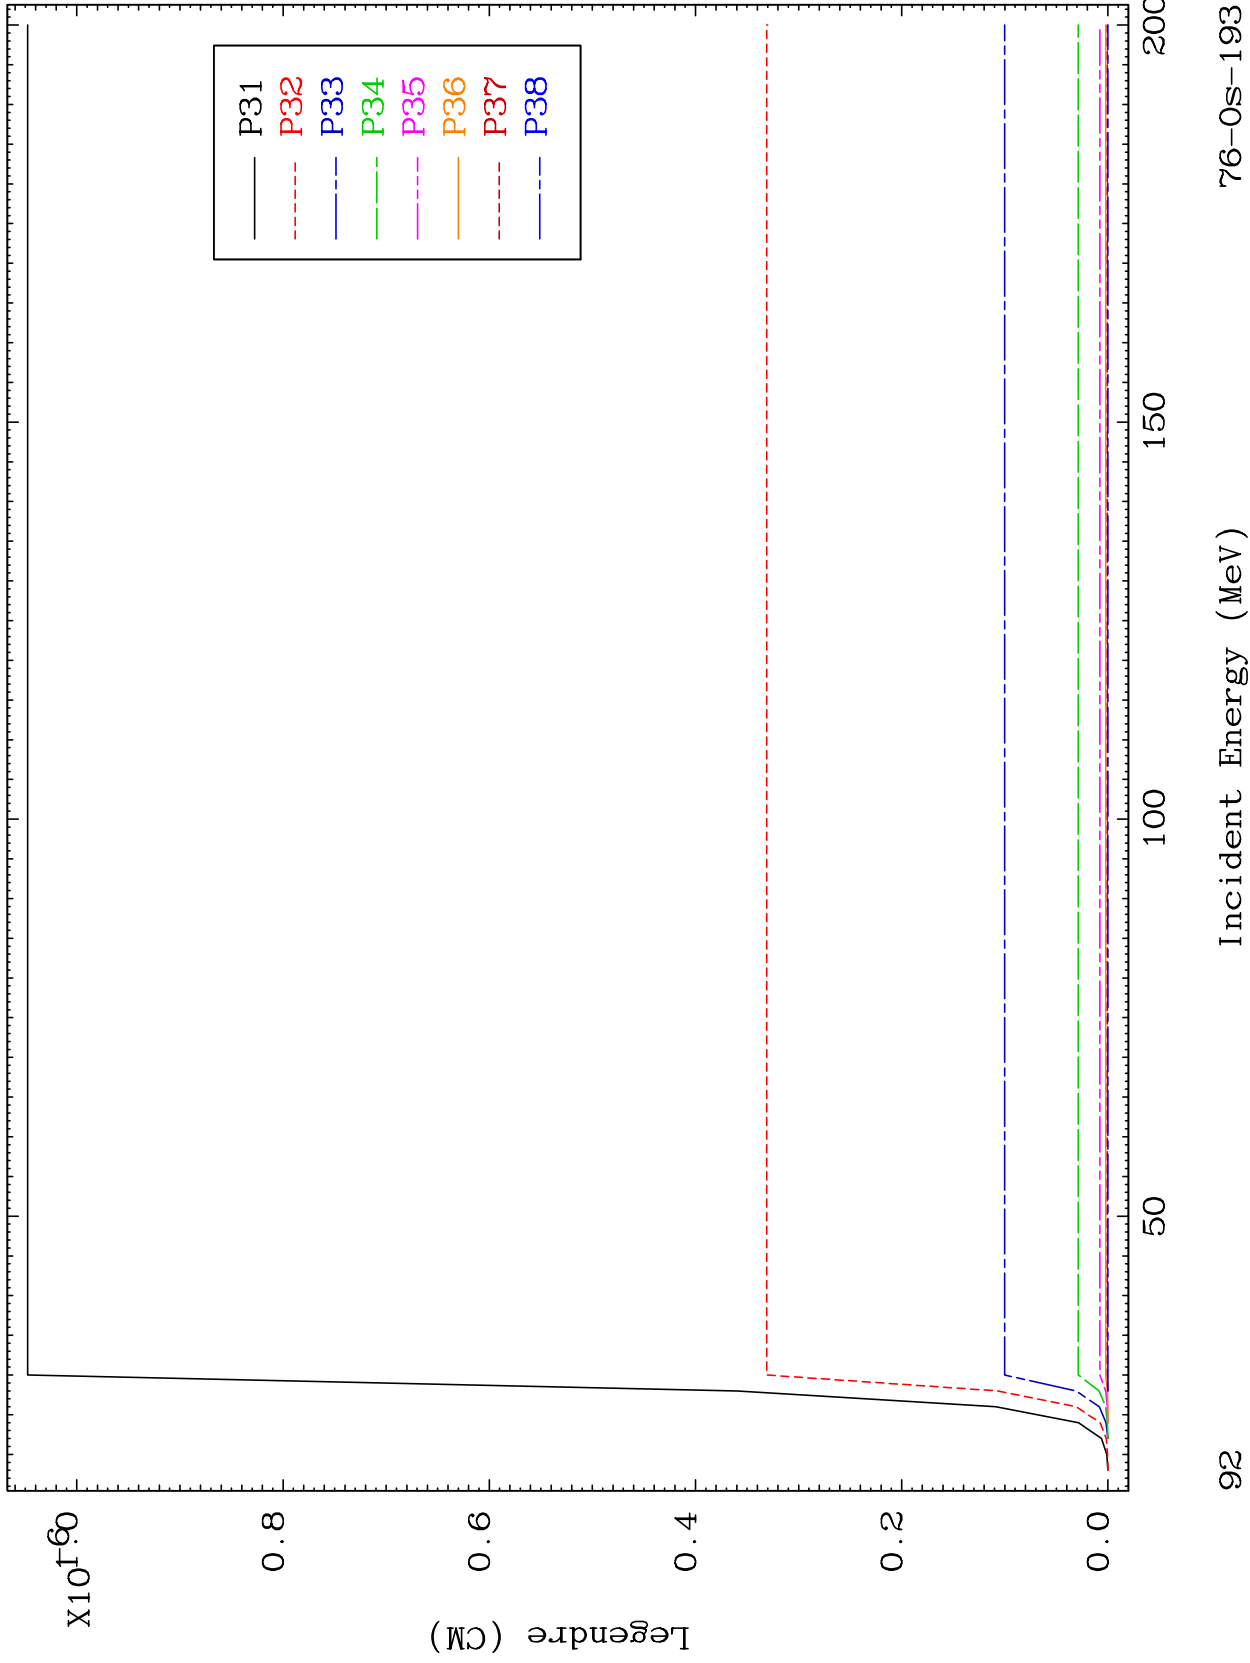 X10-6
1.0
0.8
0.6
0.4
0.2
0.0
Legendre (CM)
P31
P32
P33
P34
P35
P36
P37
P38
50
100
150
200
92
Incident Energy (MeV)
76-Os-193